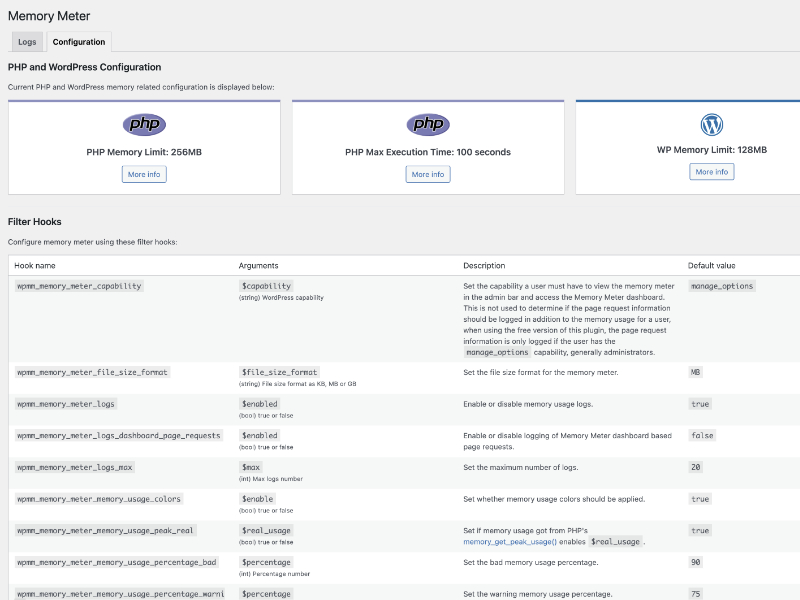 Memory Meter
Logs
Configuration
PHP and WordPress Configuration
Current PHP and WordPress memory related configuration is displayed below:
php
PHP Memory Limit: 256MB
More info
php
PHP Max Execution Time: 100 seconds
More info
WP Memory Limit: 128MB
More info
Filter Hooks
Configure memory meter using these filter hooks:
Hook name
Arguments
Description
Default value
wpmm_memory_meter_capability
$capability
(string) WordPress capability
Set the capability a user must have to view the memory meter
in the admin bar and access the Memory Meter dashboard.
This is not used to determine if the page request information
should be logged in addition to the memory usage for a user,
when using the free version of this plugin, the page request
information is only logged if the user has the
manage_options capability, generally administrators.
manage_options
wpmm_memory_meter_file_size_format
$file_size_format
(string) File size format as KB, MB or GB
Set the file size format for the memory meter.
MB
wpmm_memory_meter_logs
$enabled
(bool) true or false
Enable or disable memory usage logs.
true
wpmm_memory_meter_logs_dashboard_page_requests
$enabled
(bool) true or false
Enable or disable logging of Memory Meter dashboard based
page requests.
false
wpmm_memory_meter_logs_max
$max
(int) Max logs number
Set the maximum number of logs.
20
wpmm_memory_meter_memory_usage_colors
$enable
(bool) true or false
Set whether memory usage colors should be applied.
true
wpmm_memory_meter_memory_usage_peak_real
$real_usage
(bool) true or false
Set if memory usage got from PHP's
memory_get_peak_usage() enables $real_usage.
true
wpmm_memory_meter_memory_usage_percentage_bad
$percentage
(int) Percentage number
Set the bad memory usage percentage.
90
wpmm_memory_meter_memory_usage_percentage_warni
$percentage
Set the warning memory usage percentage.
75